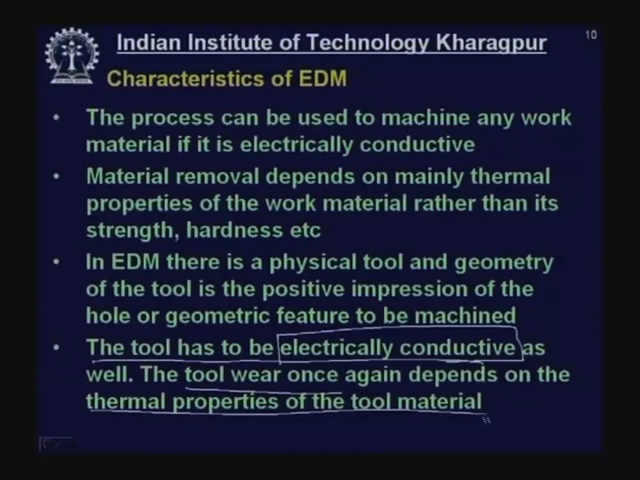 Indian Institute of Technology Kharagpur
10
Characteristics of EDM
• The process can be used to machine any work
material if it is electrically conductive
• Material removal depends on mainly thermal
properties of the work material rather than its
strength, hardness etc
• In EDM there is a physical tool and geometry
of the tool is the positive impression of the
hole or geometric feature to be machined
• The tool has to be electrically conductive as
well. The tool wear once again depends on the
thermal properties of the tool material